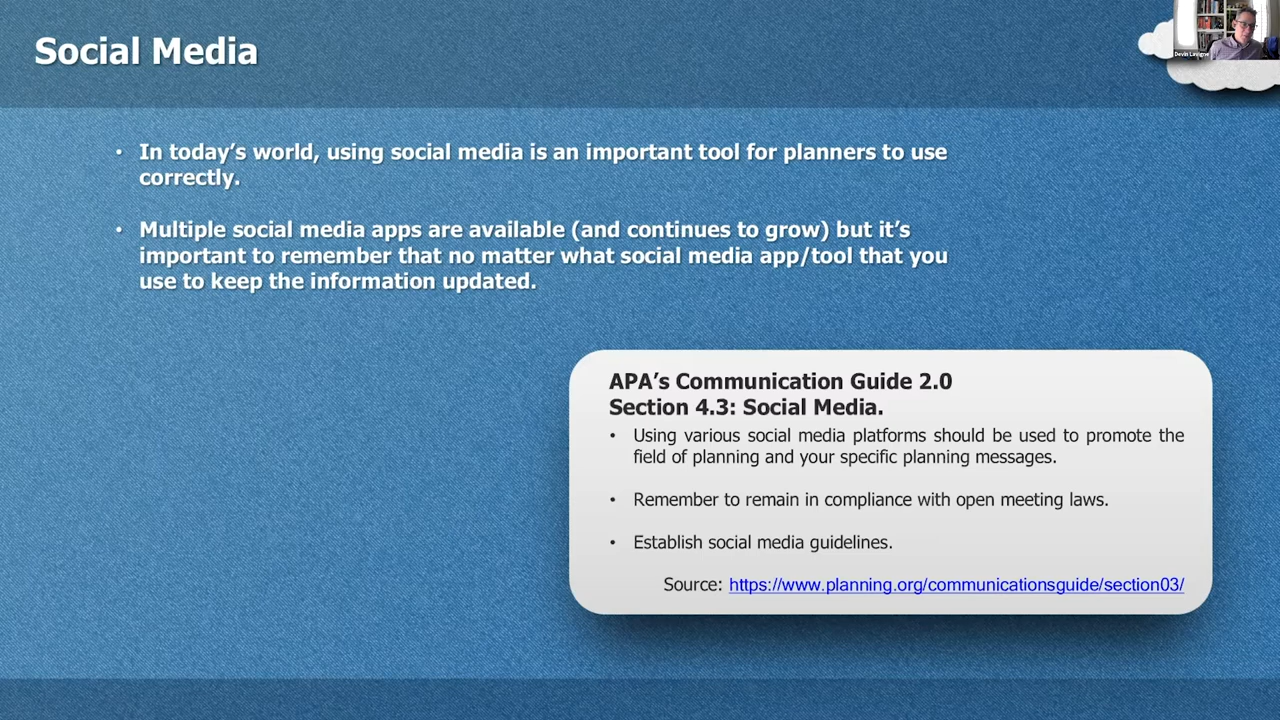 Social Media
Devin Lavigne
• In today’s world, using social media is an important tool for planners to use
correctly.
• Multiple social media apps are available (and continues to grow) but it’s
important to remember that no matter what social media app/tool that you
use to keep the information updated.
APA’s Communication Guide 2.0
Section 4.3: Social Media.
• Using various social media platforms should be used to promote the
field of planning and your specific planning messages.
• Remember to remain in compliance with open meeting laws.
• Establish social media guidelines.
Source: https://www.planning.org/communicationsguide/section03/